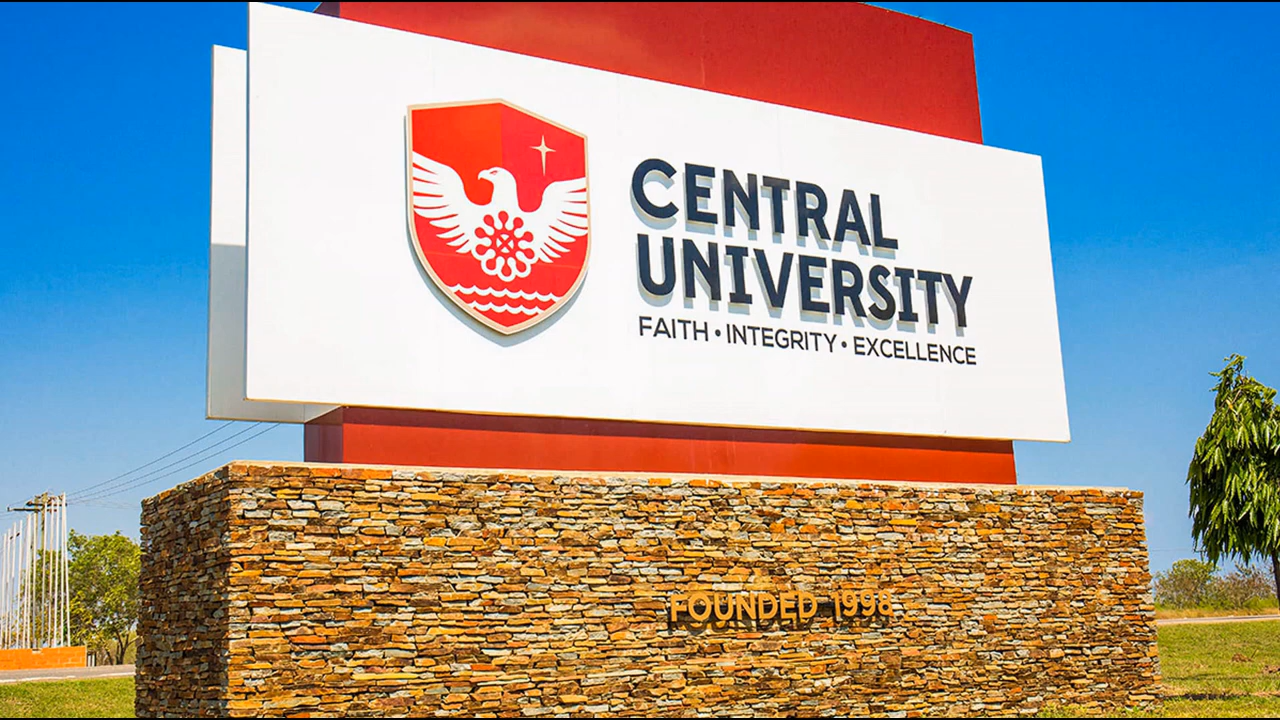 CENTRAL
UNIVERSITY
FAITH • INTEGRITY • EXCELLENCE
FOUNDED 1998